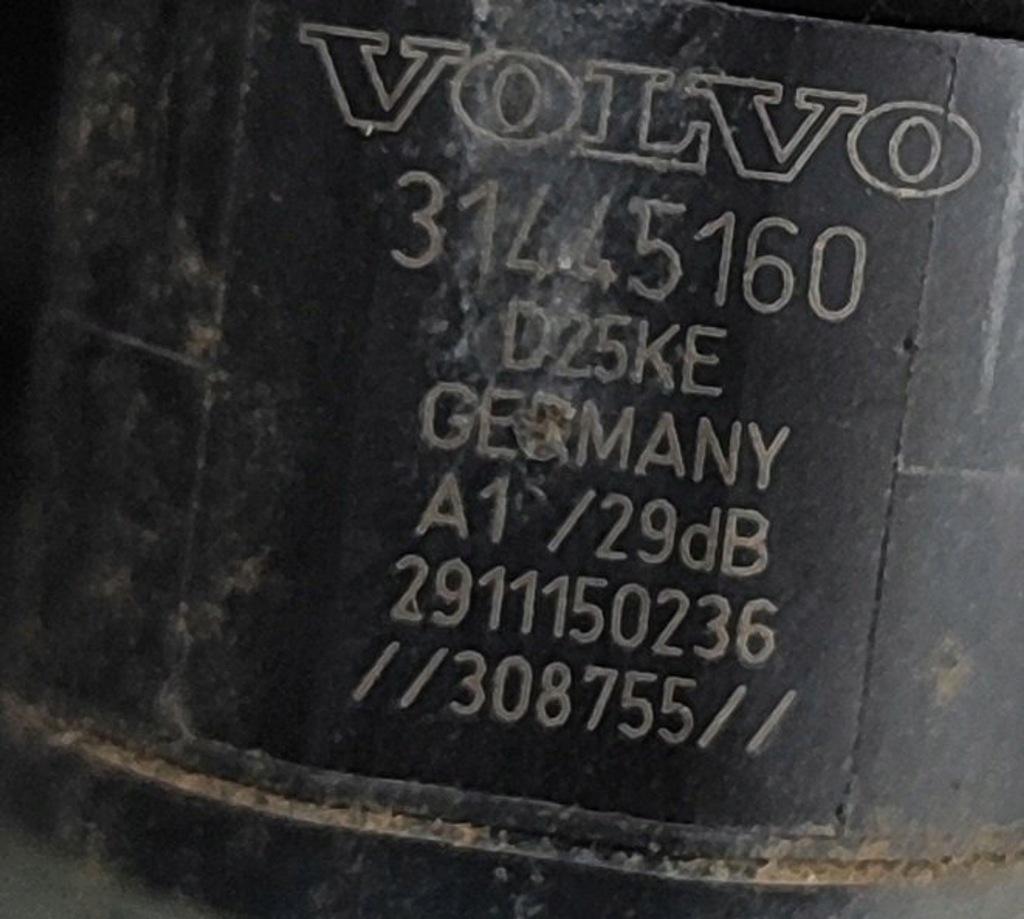 VOLVO
31445160
D25KE
GERMANY
A1 /29dB
2911150236
//308755//